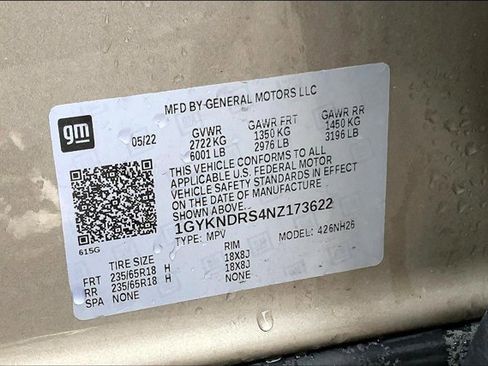 MFD BY GENERAL MOTORS LLC
gm
05/22
GVWR GAWR FRT GAWR RR
2722 KG 1350 KG 1450 KG
6001 LB 2976 LB 3196 LB
THIS VEHICLE CONFORMS TO ALL
APPLICABLE U.S. FEDERAL MOTOR
VEHICLE SAFETY STANDARDS IN EFFECT
ON THE DATE OF MANUFACTURE
SHOWN ABOVE.
1GYKNDRS4NZ173622
TYPE: MPV MODEL: 426NH26
615G
TIRE SIZE RIM
FRT 235/65R18 H 18X8J
RR 235/65R18 H 18X8J
SPA NONE NONE